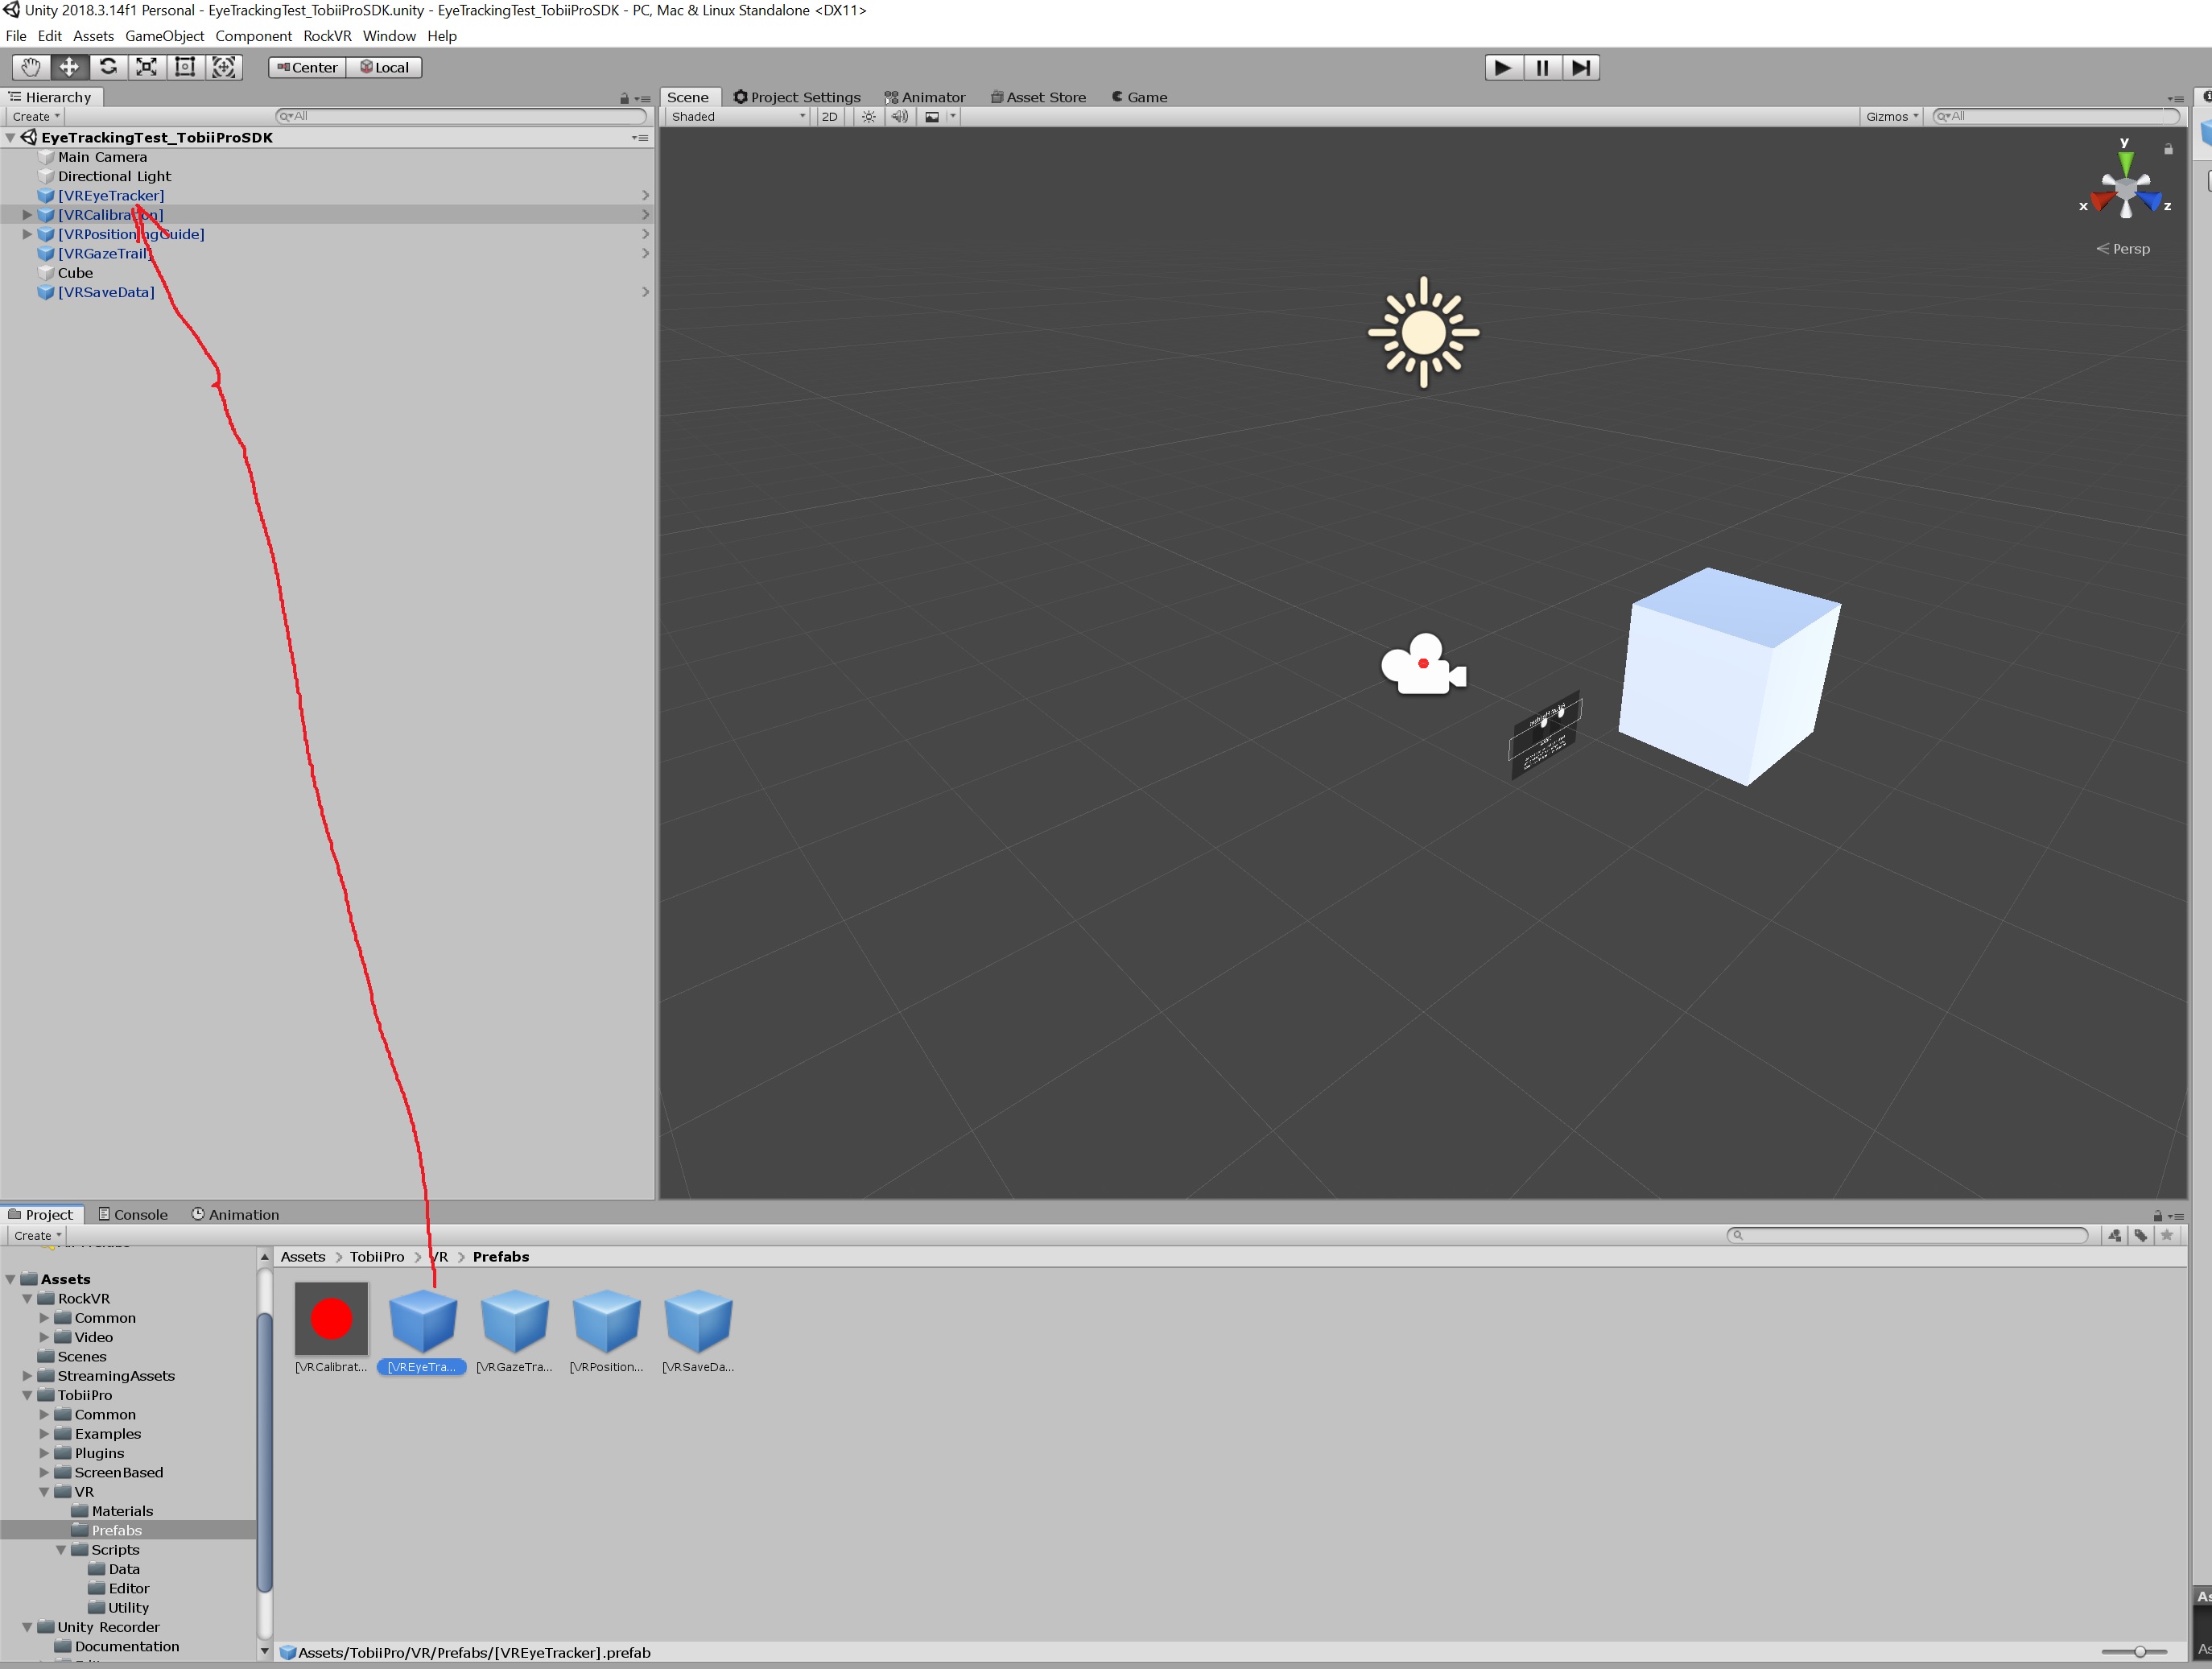 Unity 2018.3.14f1 Personal - EyeTrackingTest_TobiiProSDK.unity - EyeTrackingTest_TobiiProSDK - PC, Mac & Linux Standalone <DX11>
File Edit Assets GameObject Component RockVR Window Help
Center Local
Hierarchy
Create All
EyeTrackingTest_TobiiProSDK
Main Camera
Directional Light
[VREyeTracker]
[VRCalibration]
[VRPositioningGuide]
[VRGazeTrail]
Cube
[VRSaveData]
Scene Project Settings Animator Asset Store Game
Shaded 2D Gizmos All
y
x z
Persp
Project Console Animation
Create
Assets
RockVR
Common
Video
Scenes
StreamingAssets
TobiiPro
Common
Examples
Plugins
ScreenBased
VR
Materials
Prefabs
Scripts
Data
Editor
Utility
Unity Recorder
Documentation
Assets > TobiiPro > VR > Prefabs
[VRCalibrat... [VREyeTra... [VRGazeTra... [VRPosition... [VRSaveDa...
Assets/TobiiPro/VR/Prefabs/[VREyeTracker].prefab
As
As